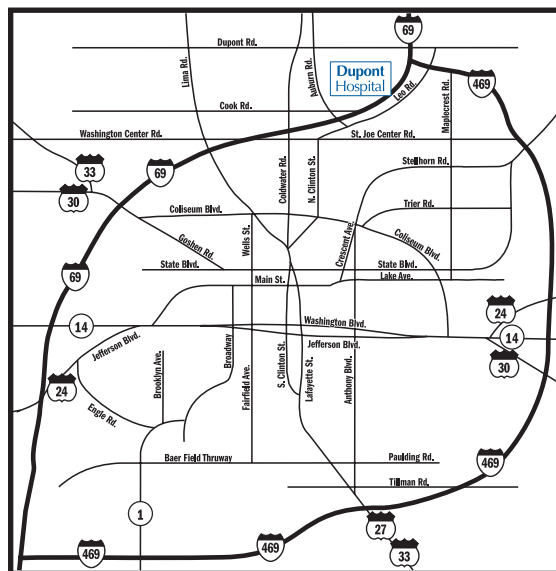 69
Dupont Rd.
Lima Rd.
Auburn Rd.
Dupont
Hospital
Leo Rd.
469
Maplecrest Rd.
Cook Rd.
Coldwater Rd.
Washington Center Rd.
St. Joe Center Rd.
33
69
N. Clinton St.
Stellhorn Rd.
30
Coliseum Blvd.
Trier Rd.
Wells St.
Crescent Ave.
Goshen Rd.
Coliseum Blvd.
State Blvd.
State Blvd.
69
Main St.
Lake Ave.
24
14
Washington Blvd.
14
Jefferson Blvd.
Jefferson Blvd.
30
Broadway
24
Brooklyn Ave.
Fairfield Ave.
S. Clinton St.
Lafayette St.
Anthony Blvd.
Engle Rd.
Baer Field Thruway
Paulding Rd.
469
Tillman Rd.
1
27
469
469
33